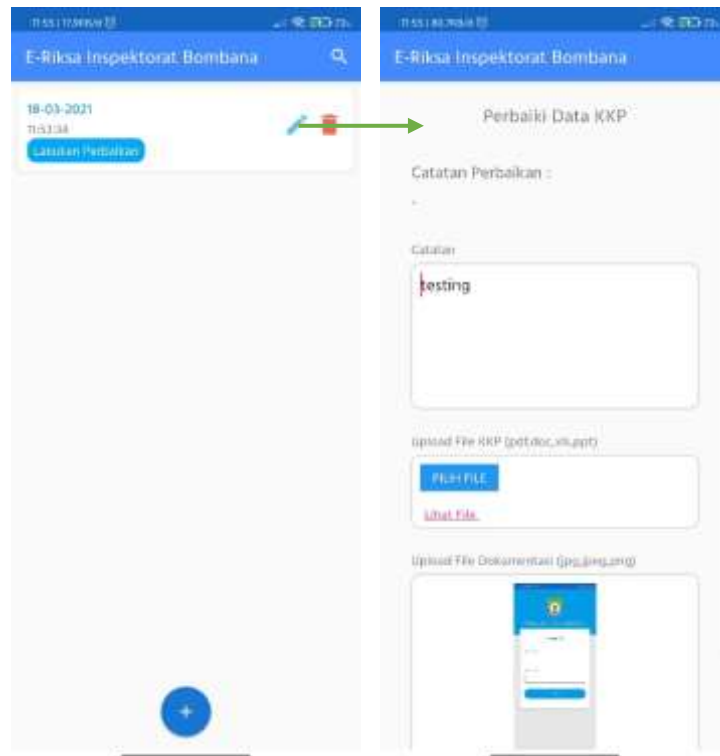 E-Riksa Inspektorat Bombana
18-03-2021
11:53:34
Lakukan Perbaikan
+
E-Riksa Inspektorat Bombana
Perbaiki Data KKP
Catatan Perbaikan :
-
Catatan
testing
Upload File KKP (pdf,doc,xls,ppt)
PILIH FILE
Lihat File
Upload File Dokumentasi (jpg,jpeg,png)